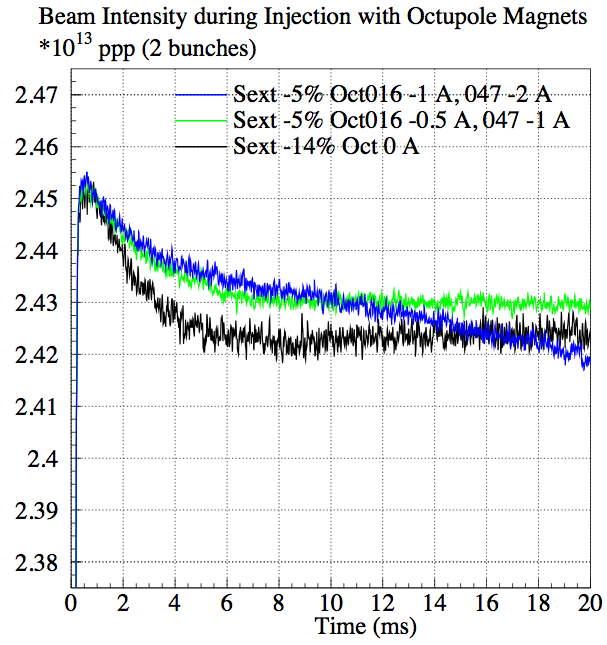 Beam Intensity during Injection with Octupole Magnets
*10^13 ppp (2 bunches)
Sext -5% Oct016 -1 A, 047 -2 A
Sext -5% Oct016 -0.5 A, 047 -1 A
Sext -14% Oct 0 A
2.47
2.46
2.45
2.44
2.43
2.42
2.41
2.4
2.39
2.38
0 2 4 6 8 10 12 14 16 18 20
Time (ms)